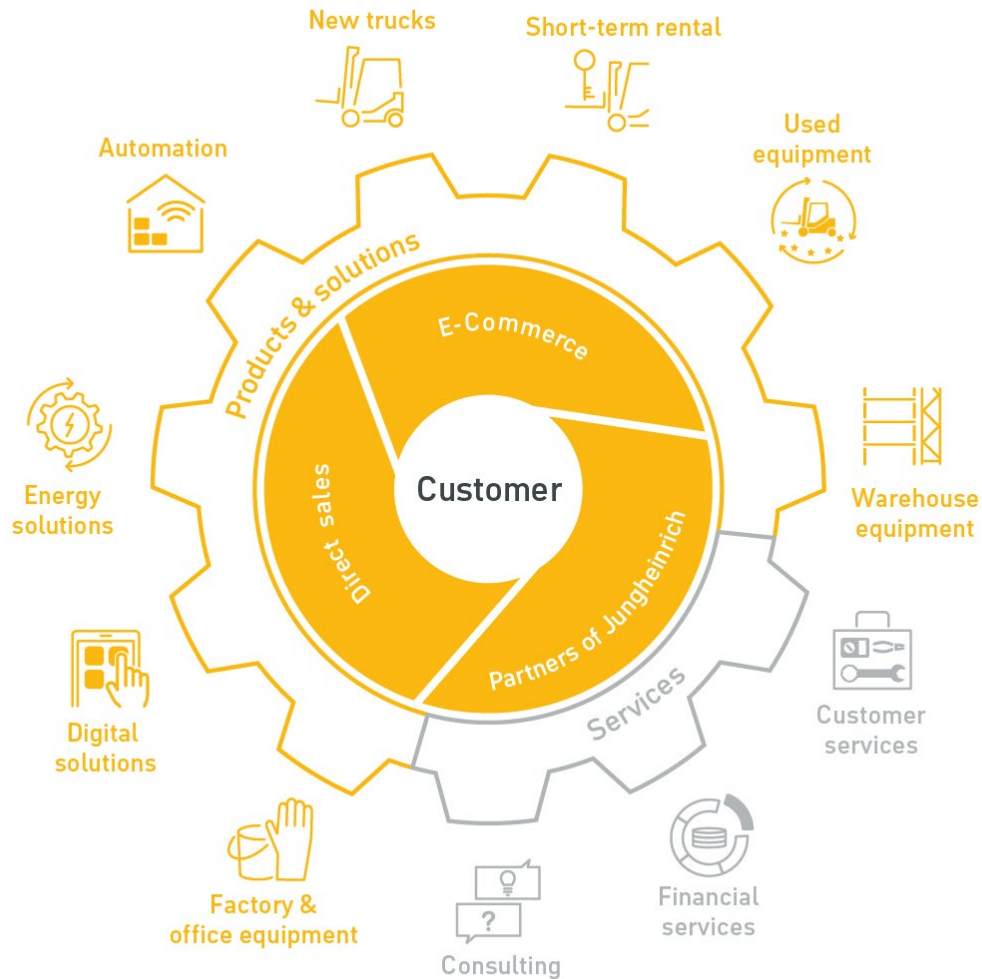 New trucks
Short-term rental
Used
equipment
Automation
Products & solutions
E-Commerce
Energy
solutions
Direct sales
Customer
Warehouse
equipment
Partners of Jungheinrich
Services
Digital
solutions
Customer
services
Factory &
office equipment
?
Financial
services
Consulting